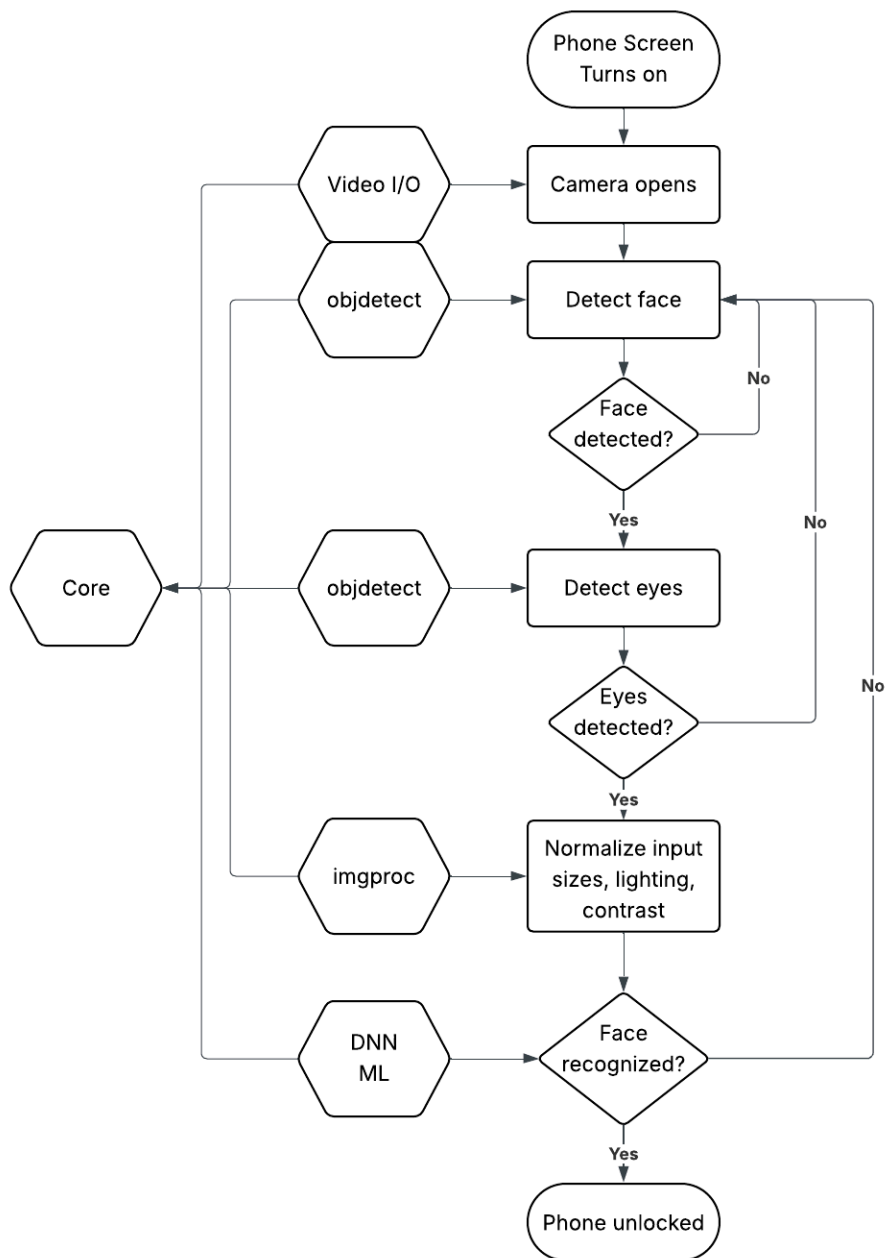 Phone Screen
Turns on
Video I/O
Camera opens
objdetect
Detect face
No
Face
detected?
Yes
No
Core
objdetect
Detect eyes
No
Eyes
detected?
Yes
imgproc
Normalize input
sizes, lighting,
contrast
DNN
ML
Face
recognized?
Yes
Phone unlocked